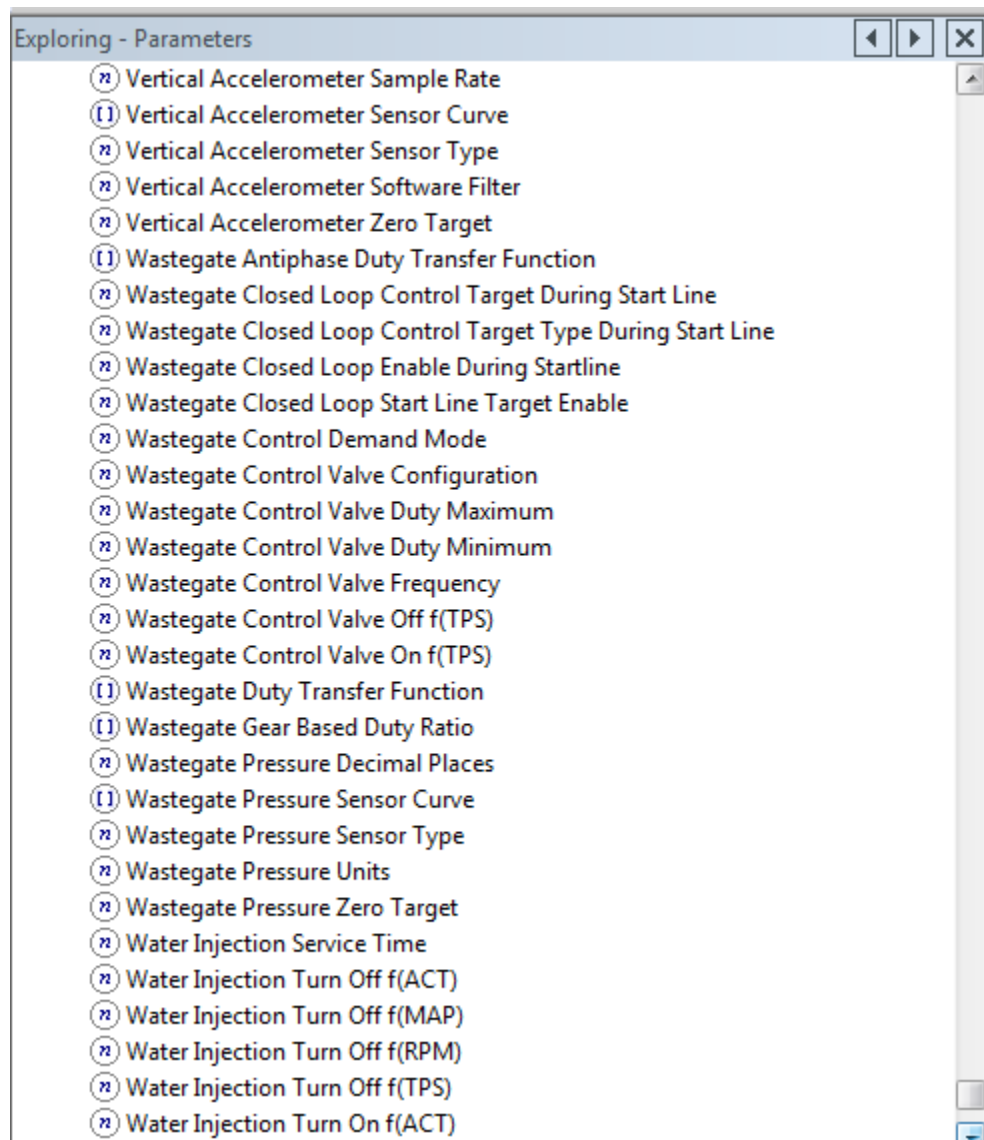 Exploring - Parameters
n Vertical Accelerometer Sample Rate
[ ] Vertical Accelerometer Sensor Curve
n Vertical Accelerometer Sensor Type
n Vertical Accelerometer Software Filter
n Vertical Accelerometer Zero Target
[ ] Wastegate Antiphase Duty Transfer Function
n Wastegate Closed Loop Control Target During Start Line
n Wastegate Closed Loop Control Target Type During Start Line
n Wastegate Closed Loop Enable During Startline
n Wastegate Closed Loop Start Line Target Enable
n Wastegate Control Demand Mode
n Wastegate Control Valve Configuration
n Wastegate Control Valve Duty Maximum
n Wastegate Control Valve Duty Minimum
n Wastegate Control Valve Frequency
n Wastegate Control Valve Off f(TPS)
n Wastegate Control Valve On f(TPS)
[ ] Wastegate Duty Transfer Function
[ ] Wastegate Gear Based Duty Ratio
n Wastegate Pressure Decimal Places
[ ] Wastegate Pressure Sensor Curve
n Wastegate Pressure Sensor Type
n Wastegate Pressure Units
n Wastegate Pressure Zero Target
n Water Injection Service Time
n Water Injection Turn Off f(ACT)
n Water Injection Turn Off f(MAP)
n Water Injection Turn Off f(RPM)
n Water Injection Turn Off f(TPS)
n Water Injection Turn On f(ACT)